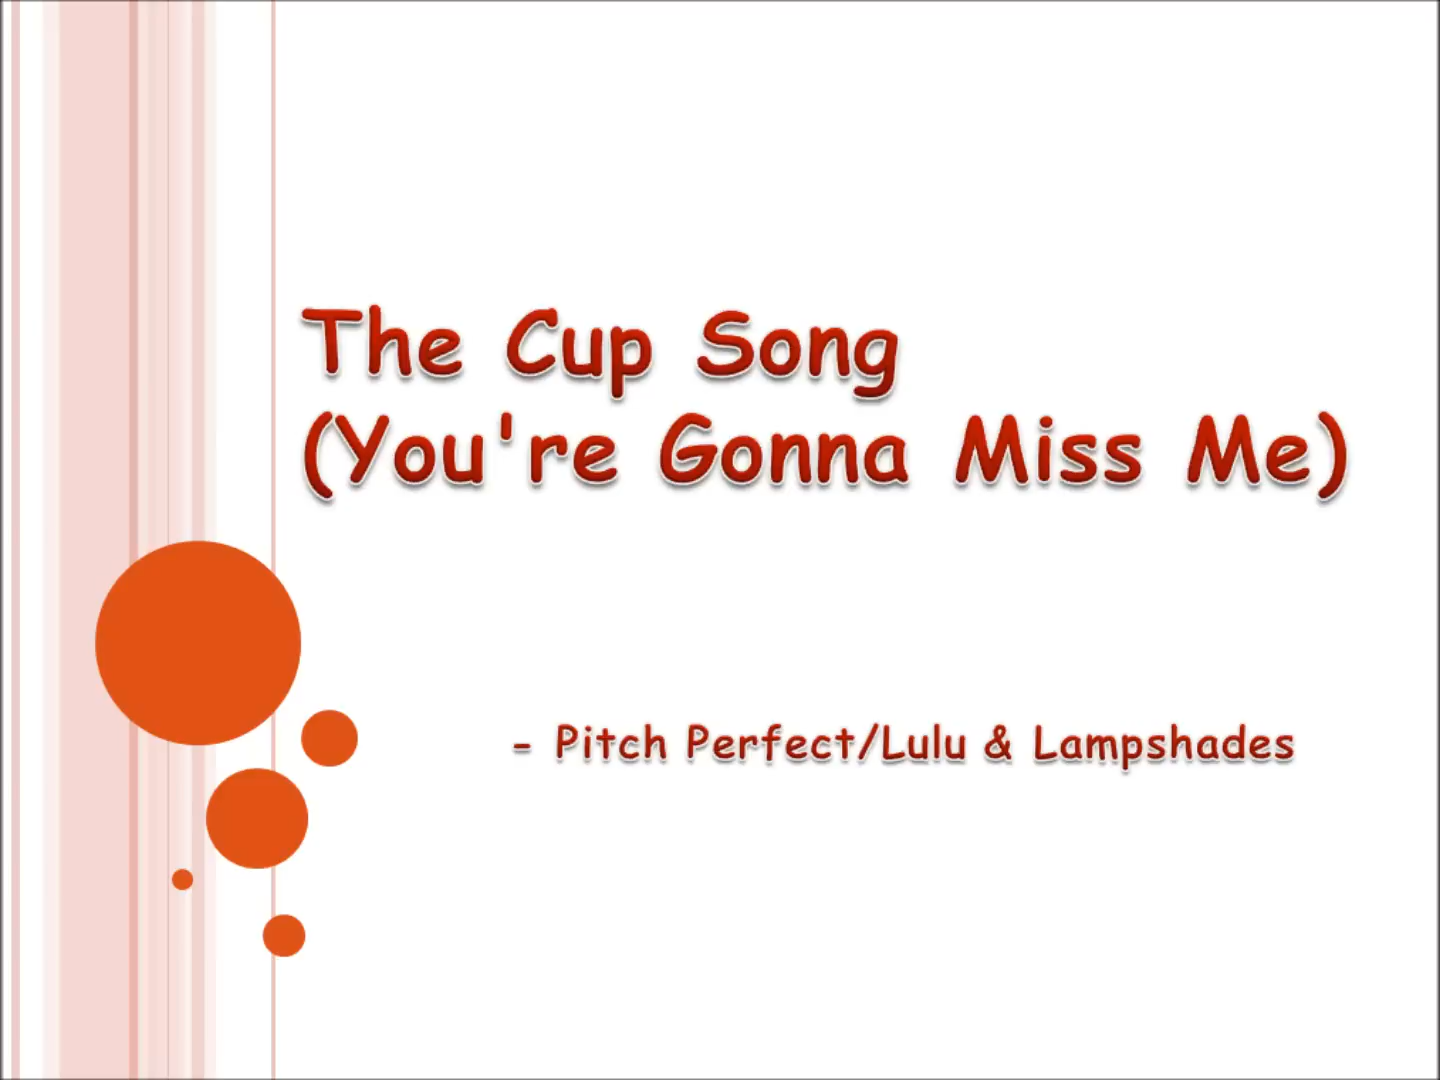 The Cup Song
(You're Gonna Miss Me)
- Pitch Perfect/Lulu & Lampshades